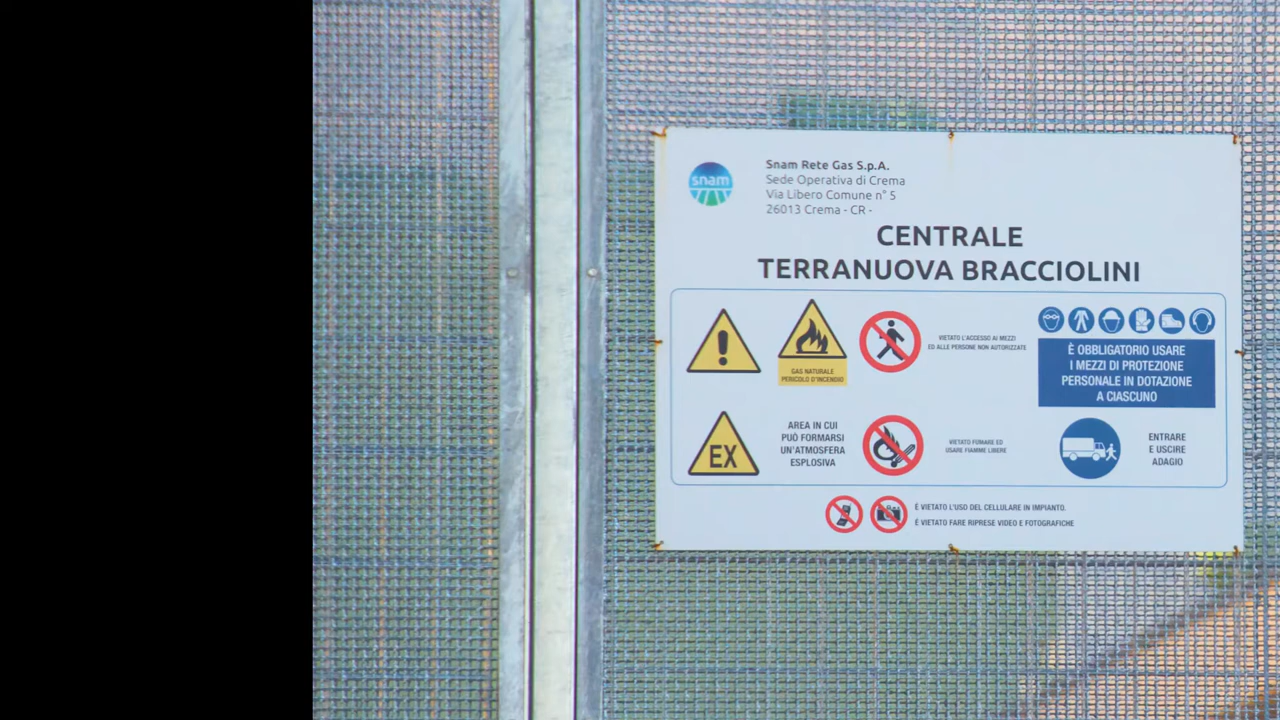 snam
Snam Rete Gas S.p.A.
Sede Operativa di Crema
Via Libero Comune n° 5
26013 Crema - CR -
CENTRALE
TERRANUOVA BRACCIOLINI
GAS NATURALE
PERICOLO D'INCENDIO
VIETATO L'ACCESSO AI MEZZI
ED ALLE PERSONE NON AUTORIZZATE
È OBBLIGATORIO USARE
I MEZZI DI PROTEZIONE
PERSONALE IN DOTAZIONE
A CIASCUNO
EX
AREA IN CUI
PUÒ FORMARSI
UN'ATMOSFERA
ESPLOSIVA
VIETATO FUMARE ED
USARE FIAMME LIBERE
ENTRARE
E USCIRE
ADAGIO
É VIETATO L'USO DEL CELLULARE IN IMPIANTO.
É VIETATO FARE RIPRESE VIDEO E FOTOGRAFICHE